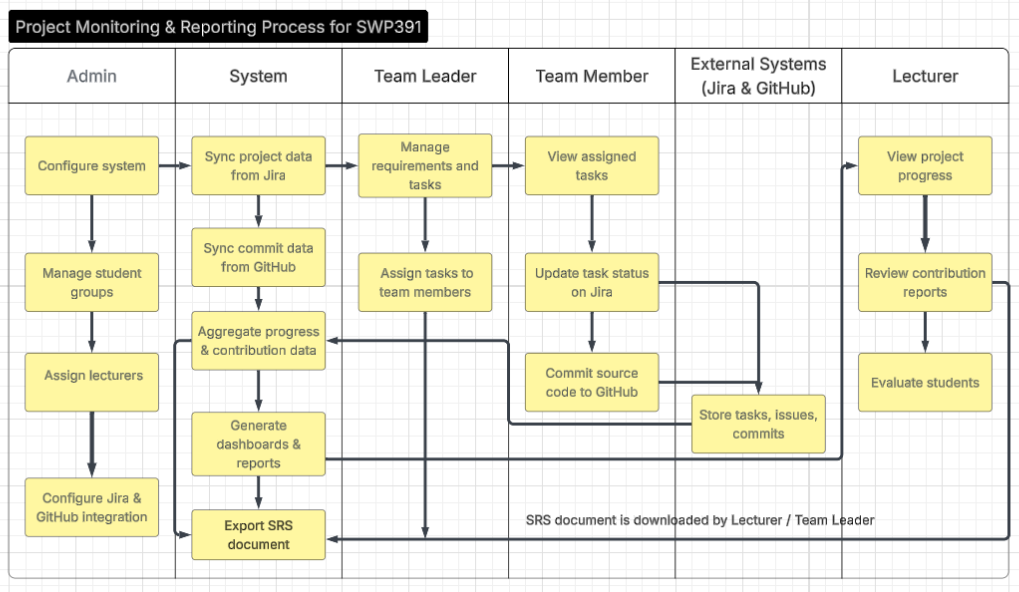 Project Monitoring & Reporting Process for SWP391
Admin
System
Team Leader
Team Member
External Systems
(Jira & GitHub)
Lecturer
Configure system
Sync project data
from Jira
Manage
requirements and
tasks
View assigned
tasks
View project
progress
Sync commit data
from GitHub
Manage student
groups
Assign tasks to
team members
Update task status
on Jira
Review contribution
reports
Aggregate progress
& contribution data
Assign lecturers
Commit source
code to GitHub
Evaluate students
Store tasks, issues,
commits
Generate
dashboards &
reports
Configure Jira &
GitHub integration
Export SRS
document
SRS document is downloaded by Lecturer / Team Leader